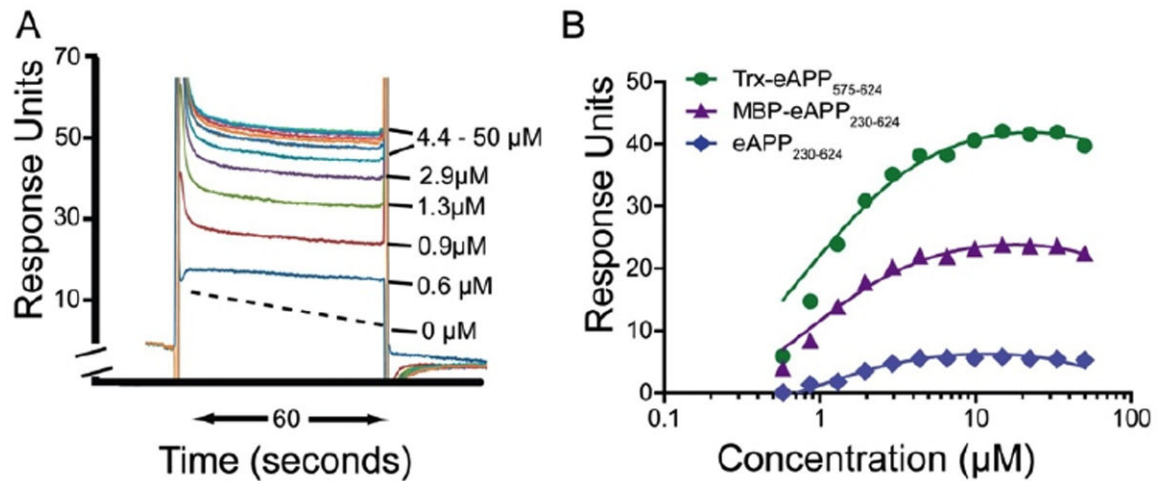 A
Response Units
70
50
30
10
4.4 - 50 μM
2.9μM
1.3μM
0.9μM
0.6 μM
0 μM
60
Time (seconds)
B
Response Units
50
40
30
20
10
0
Trx-eAPP575-624
MBP-eAPP230-624
eAPP230-624
0.1
1
10
100
Concentration (μM)